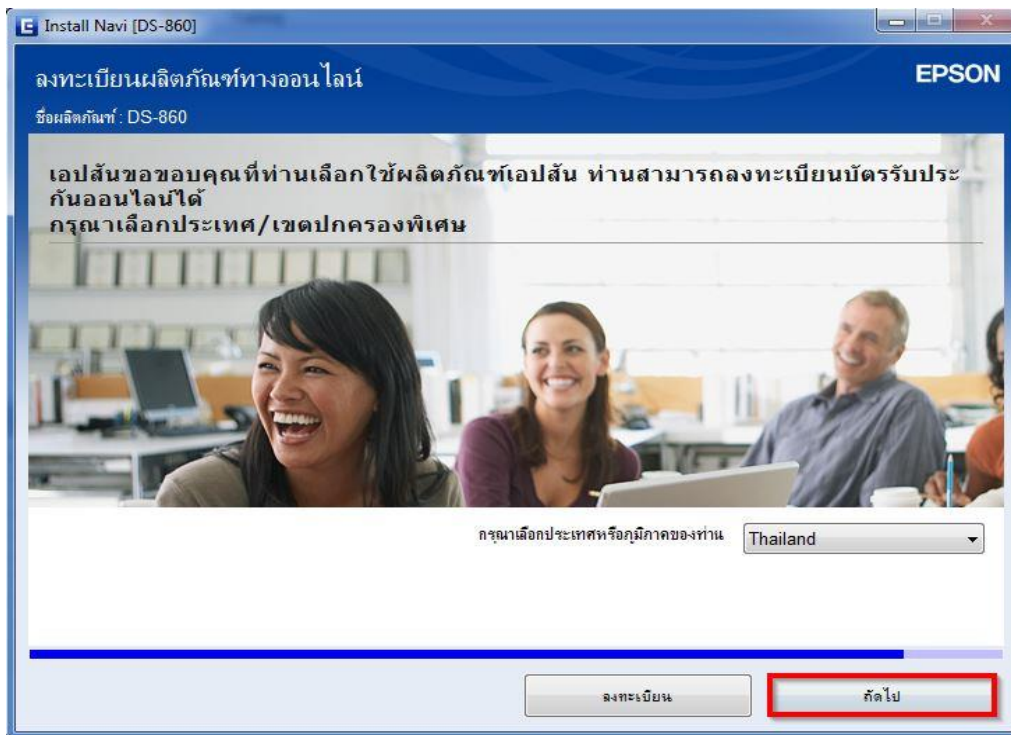 Install Navi [DS-860]
ลงทะเบียนผลิตภัณฑ์ทางออนไลน์
EPSON
ชื่อผลิตภัณฑ์ : DS-860
เอปสันขอขอบคุณที่ท่านเลือกใช้ผลิตภัณฑ์เอปสัน ท่านสามารถลงทะเบียนบัตรรับประ
กันออนไลน์ได้
กรุณาเลือกประเทศ/เขตปกครองพิเศษ
กรุณาเลือกประเทศหรือภูมิภาคของท่าน
Thailand
ลงทะเบียน
ถัดไป